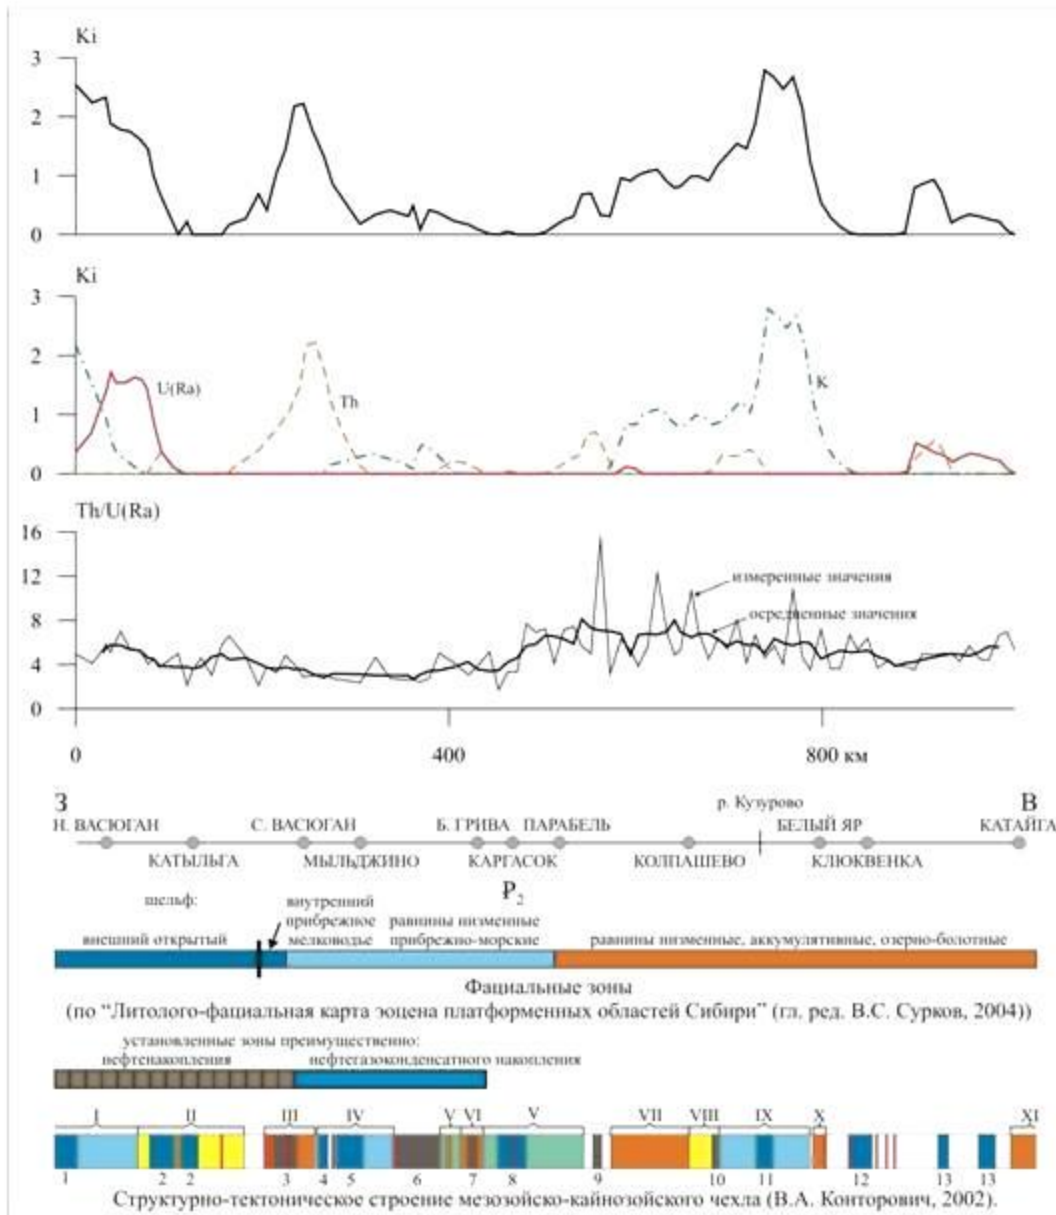 Ki
3
2
1
0
Ki
3
2
1
0
U(Ra)
Th
K
Th/U(Ra)
16
12
8
4
0
измеренные значения
осредненные значения
0 400 800 км
З В
р. Кузурово
Н. ВАСЮГАН С. ВАСЮГАН Б. ГРИВА ПАРАБЕЛЬ БЕЛЫЙ ЯР КАТАЙГА
КАТЫЛЬГА МЫЛЬДЖИНО КАРГАСОК КОЛПАШЕВО КЛЮКВЕНКА
₽2
шельф:
внешний открытый
внутренний
прибрежное
мелководье
равнины низменные
прибрежно-морские
равнины низменные, аккумулятивные, озерно-болотные
Фациальные зоны
(по “Литолого-фациальная карта эоцена платформенных областей Сибири” (гл. ред. В.С. Сурков, 2004))
установленные зоны преимущественно:
нефтенакопления нефтегазоконденсатного накопления
I II III IV V VI V VII VIII IX X XI
1 2 2 3 4 5 6 7 8 9 10 11 12 13 13
Структурно-тектоническое строение мезозойско-кайнозойского чехла (В.А. Конторович, 2002).